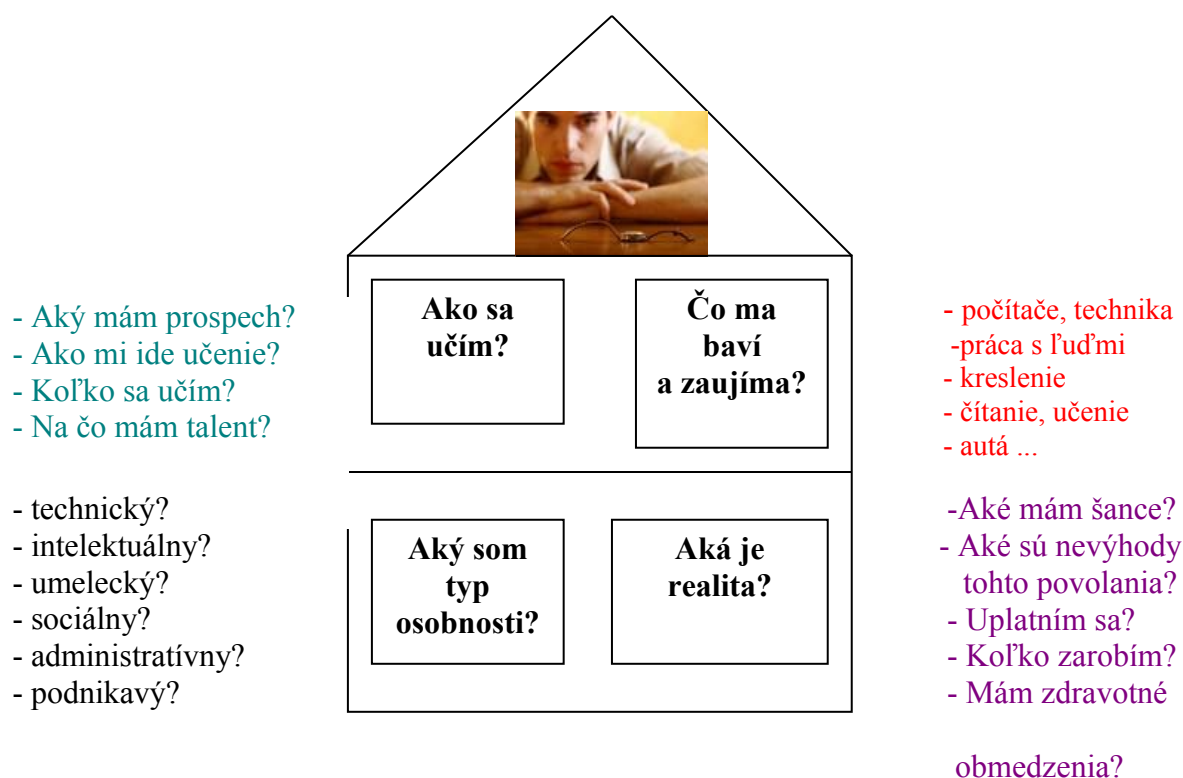 - Aký mám prospech?
- Ako mi ide učenie?
- Koľko sa učím?
- Na čo mám talent?
Ako sa
učím?
Čo ma
baví
a zaujíma?
- počítače, technika
-práca s ľuďmi
- kreslenie
- čítanie, učenie
- autá ...
- technický?
- intelektuálny?
- umelecký?
- sociálny?
- administratívny?
- podnikavý?
Aký som
typ
osobnosti?
Aká je
realita?
-Aké mám šance?
- Aké sú nevýhody
tohto povolania?
- Uplatním sa?
- Koľko zarobím?
- Mám zdravotné
obmedzenia?